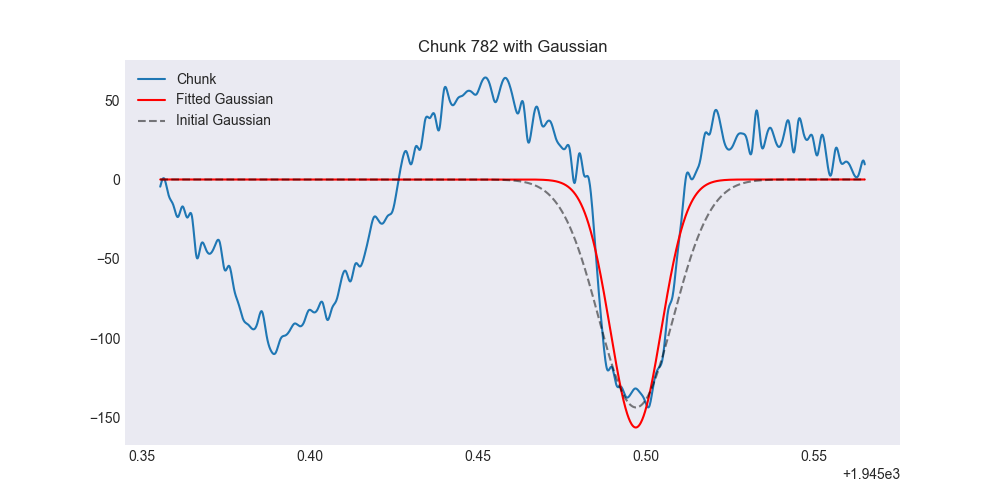 Chunk 782 with Gaussian
Chunk
Fitted Gaussian
Initial Gaussian
50
0
−50
−100
−150
0.35 0.40 0.45 0.50 0.55
+1.945e3